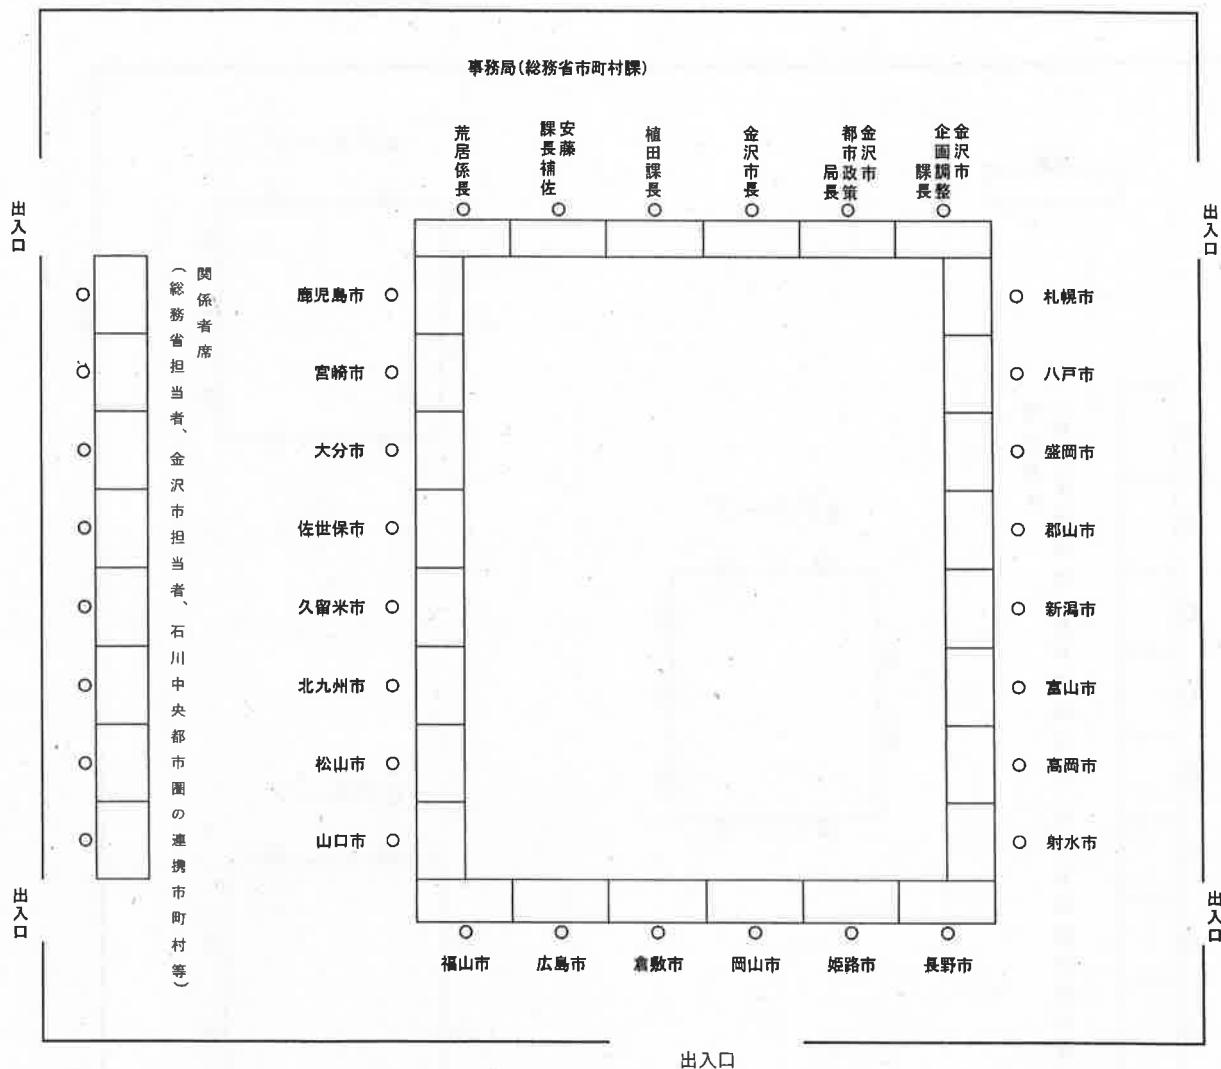 事務局(総務省市町村課)
荒居係長
安藤
課長補佐
植田課長
金沢市長
金沢市
都市政策
局長
金沢市
企画調整
課長
出入口
出入口
関係者席
(総務省担当者、金沢市担当者、石川中央都市圏の連携市町村等)
鹿児島市
宮崎市
大分市
佐世保市
久留米市
北九州市
松山市
山口市
札幌市
八戸市
盛岡市
郡山市
新潟市
富山市
高岡市
射水市
出入口
出入口
福山市
広島市
倉敷市
岡山市
姫路市
長野市
出入口